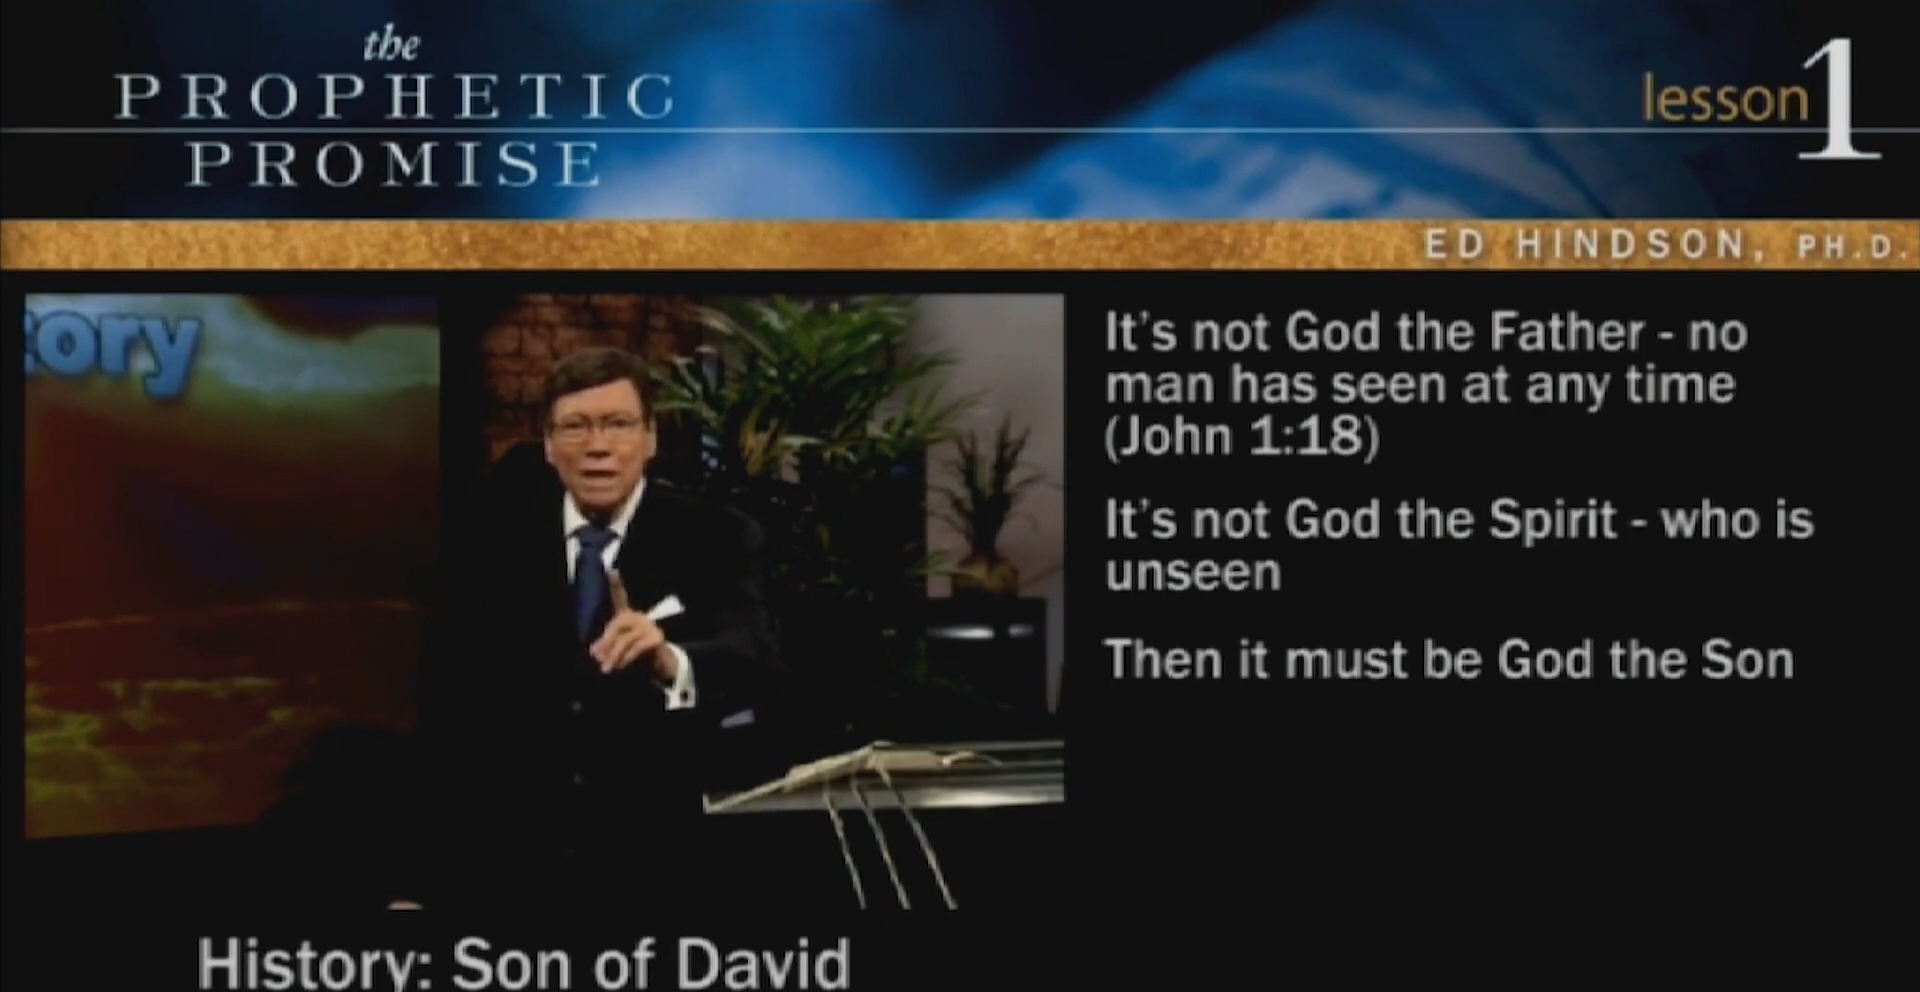 the
PROPHETIC
PROMISE
lesson 1
ED HINDSON, PH.D.
ory
It's not God the Father - no
man has seen at any time
(John 1:18)
It's not God the Spirit - who is
unseen
Then it must be God the Son
History: Son of David